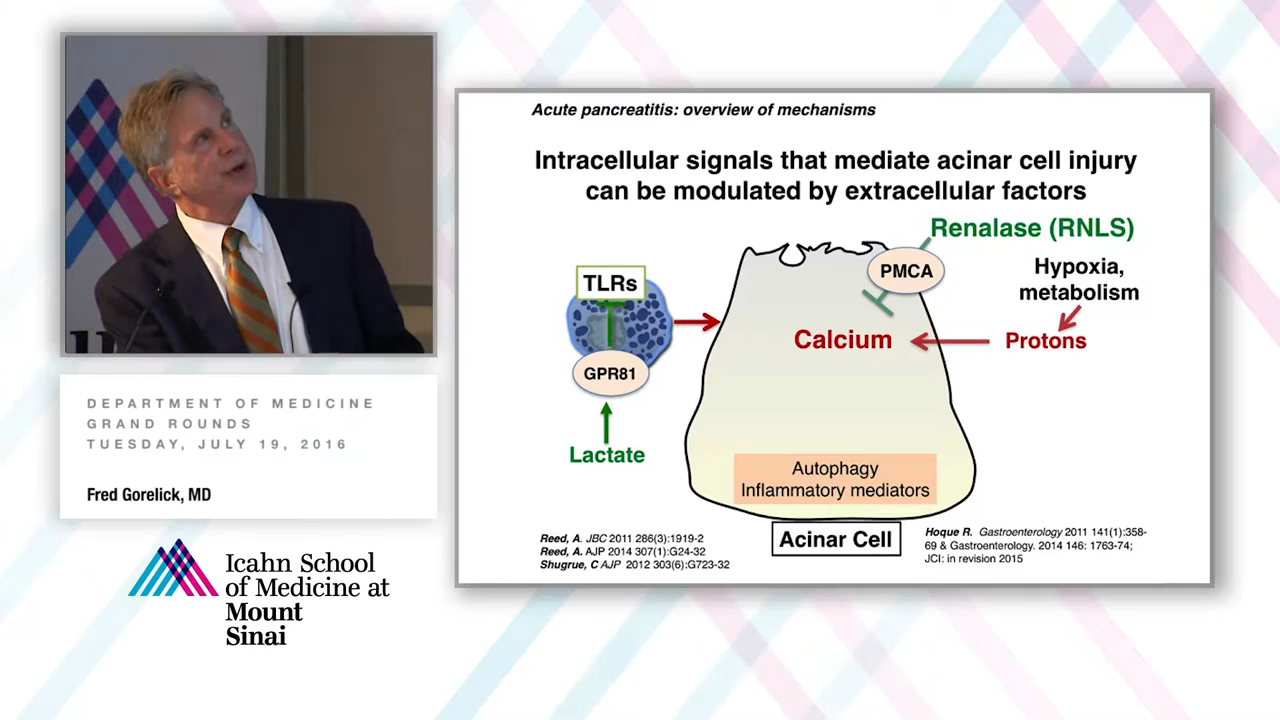 DEPARTMENT OF MEDICINE
GRAND ROUNDS
TUESDAY, JULY 19, 2016
Fred Gorelick, MD
Icahn School
of Medicine at
Mount
Sinai
Acute pancreatitis: overview of mechanisms
Intracellular signals that mediate acinar cell injury
can be modulated by extracellular factors
Renalase (RNLS)
PMCA
Hypoxia,
metabolism
TLRs
Calcium
Protons
GPR81
Lactate
Autophagy
Inflammatory mediators
Acinar Cell
Reed, A. JBC 2011 286(3):1919-2
Reed, A. AJP 2014 307(1):G24-32
Shugrue, C AJP 2012 303(6):G723-32
Hoque R. Gastroenterology 2011 141(1):358-
69 & Gastroenterology. 2014 146: 1763-74;
JCI: in revision 2015